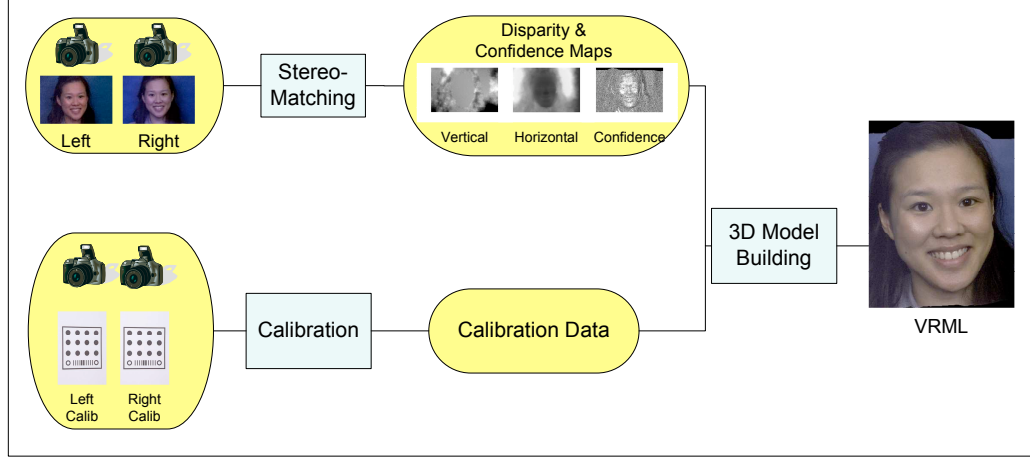 Left
Right
Stereo-
Matching
Disparity &
Confidence Maps
Vertical
Horizontal
Confidence
Left
Calib
Right
Calib
Calibration
Calibration Data
3D Model
Building
VRML